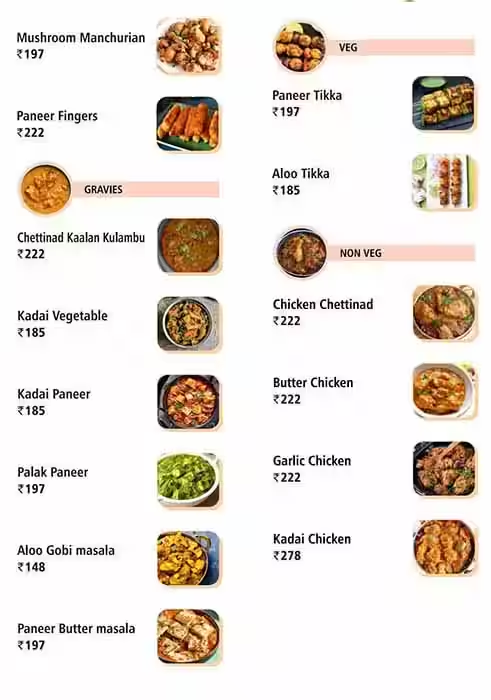 Mushroom Manchurian
₹197
Paneer Fingers
₹222
GRAVIES
Chettinad Kaalan Kulambu
₹222
Kadai Vegetable
₹185
Kadai Paneer
₹185
Palak Paneer
₹197
Aloo Gobi masala
₹148
Paneer Butter masala
₹197
VEG
Paneer Tikka
₹197
Aloo Tikka
₹185
NON VEG
Chicken Chettinad
₹222
Butter Chicken
₹222
Garlic Chicken
₹222
Kadai Chicken
₹278